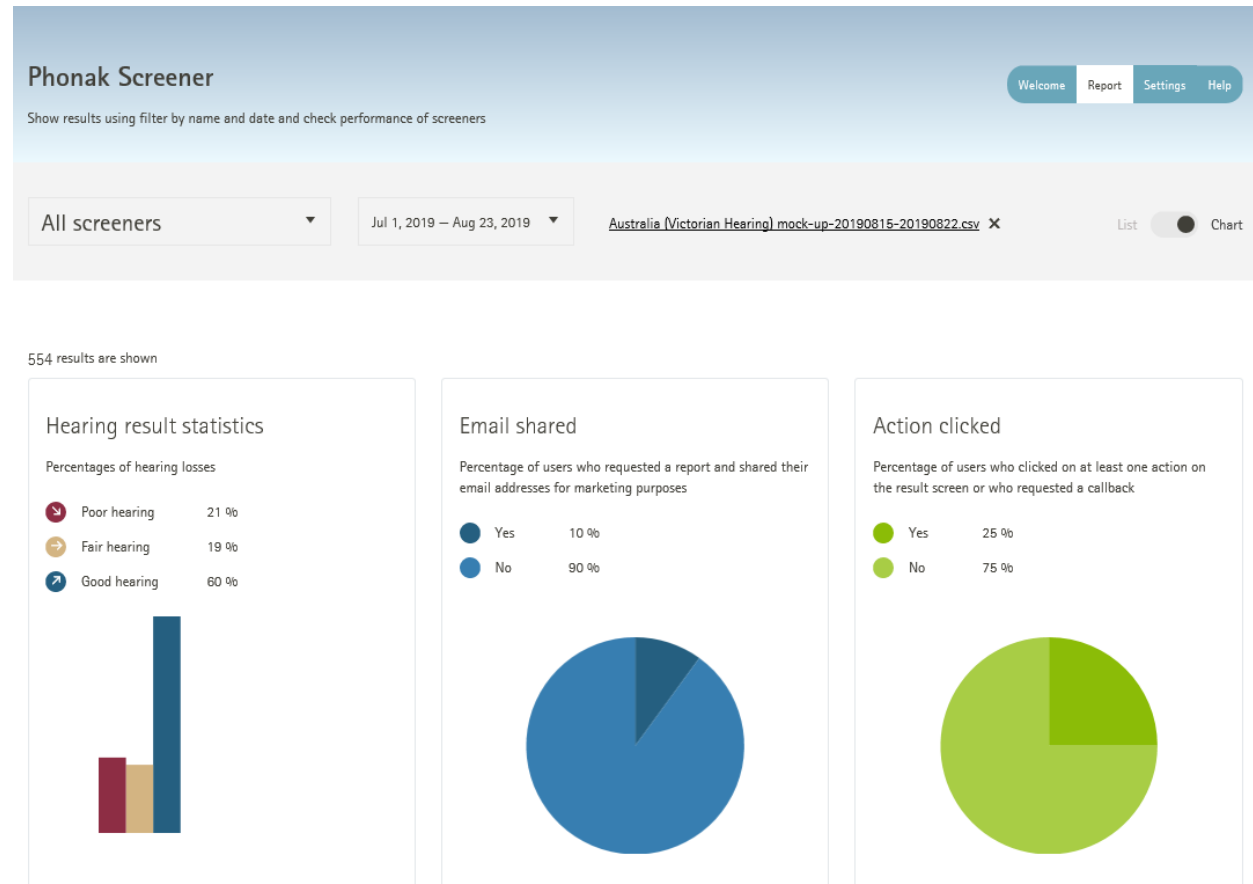 Phonak Screener
Welcome Report Settings Help
Show results using filter by name and date and check performance of screeners
All screeners
Jul 1, 2019 — Aug 23, 2019
Australia (Victorian Hearing) mock-up-20190815-20190822.csv ✕
List Chart
554 results are shown
Hearing result statistics
Percentages of hearing losses
Poor hearing 21 %
Fair hearing 19 %
Good hearing 60 %
Email shared
Percentage of users who requested a report and shared their
email addresses for marketing purposes
Yes 10 %
No 90 %
Action clicked
Percentage of users who clicked on at least one action on
the result screen or who requested a callback
Yes 25 %
No 75 %